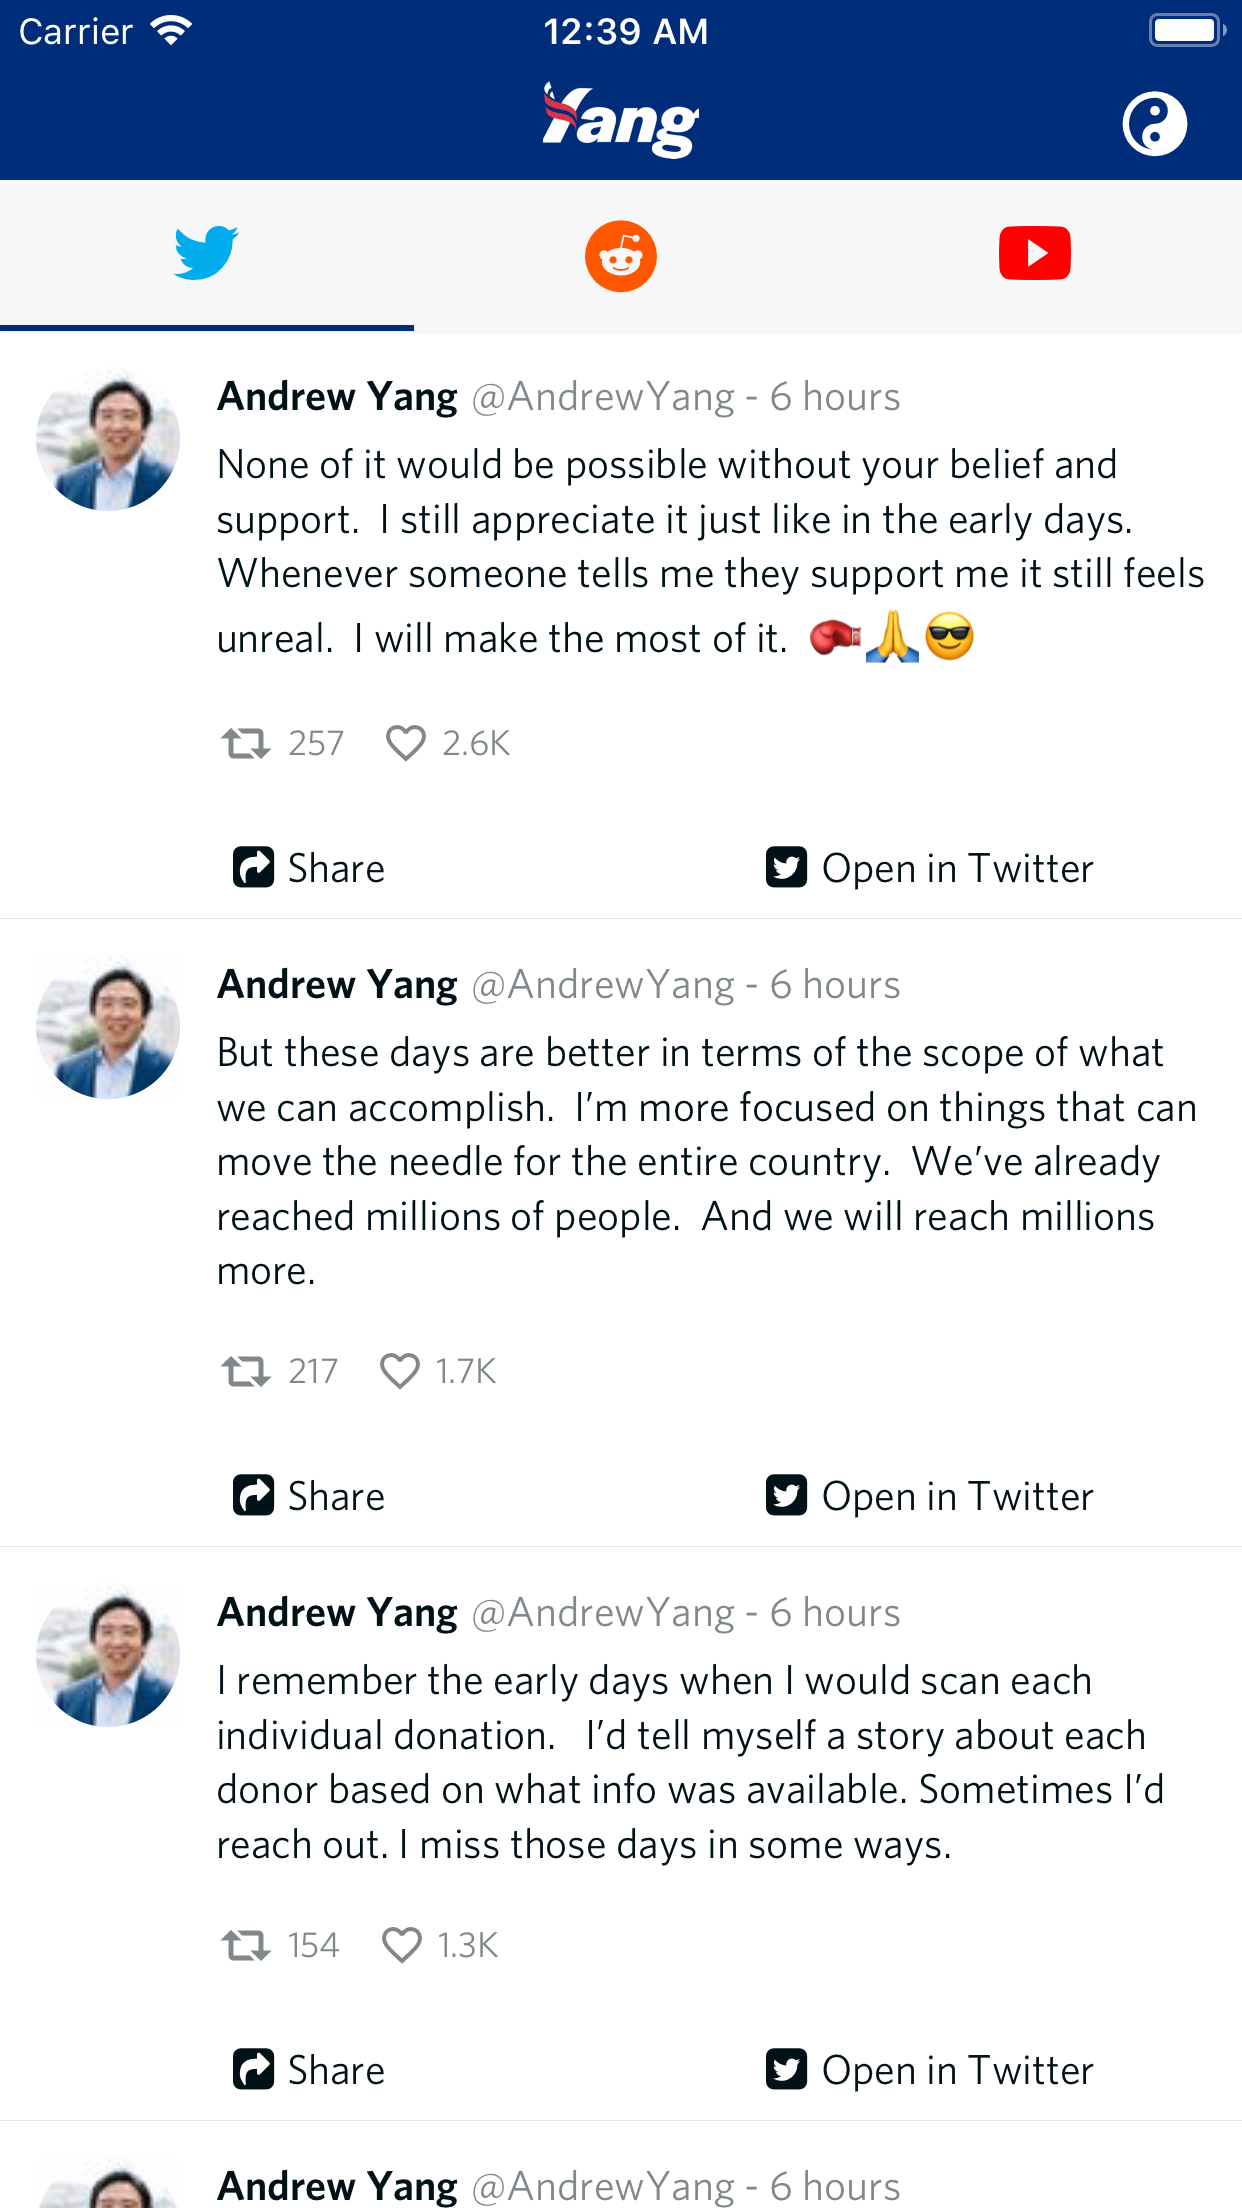 Carrier 12:39 AM
Yang
Andrew Yang @AndrewYang - 6 hours
None of it would be possible without your belief and
support.  I still appreciate it just like in the early days.
Whenever someone tells me they support me it still feels
unreal.  I will make the most of it.  🥊🙏😎
257 2.6K
Share Open in Twitter
Andrew Yang @AndrewYang - 6 hours
But these days are better in terms of the scope of what
we can accomplish.  I’m more focused on things that can
move the needle for the entire country.  We’ve already
reached millions of people.  And we will reach millions
more.
217 1.7K
Share Open in Twitter
Andrew Yang @AndrewYang - 6 hours
I remember the early days when I would scan each
individual donation.   I’d tell myself a story about each
donor based on what info was available. Sometimes I’d
reach out. I miss those days in some ways.
154 1.3K
Share Open in Twitter
Andrew Yang @AndrewYang - 6 hours